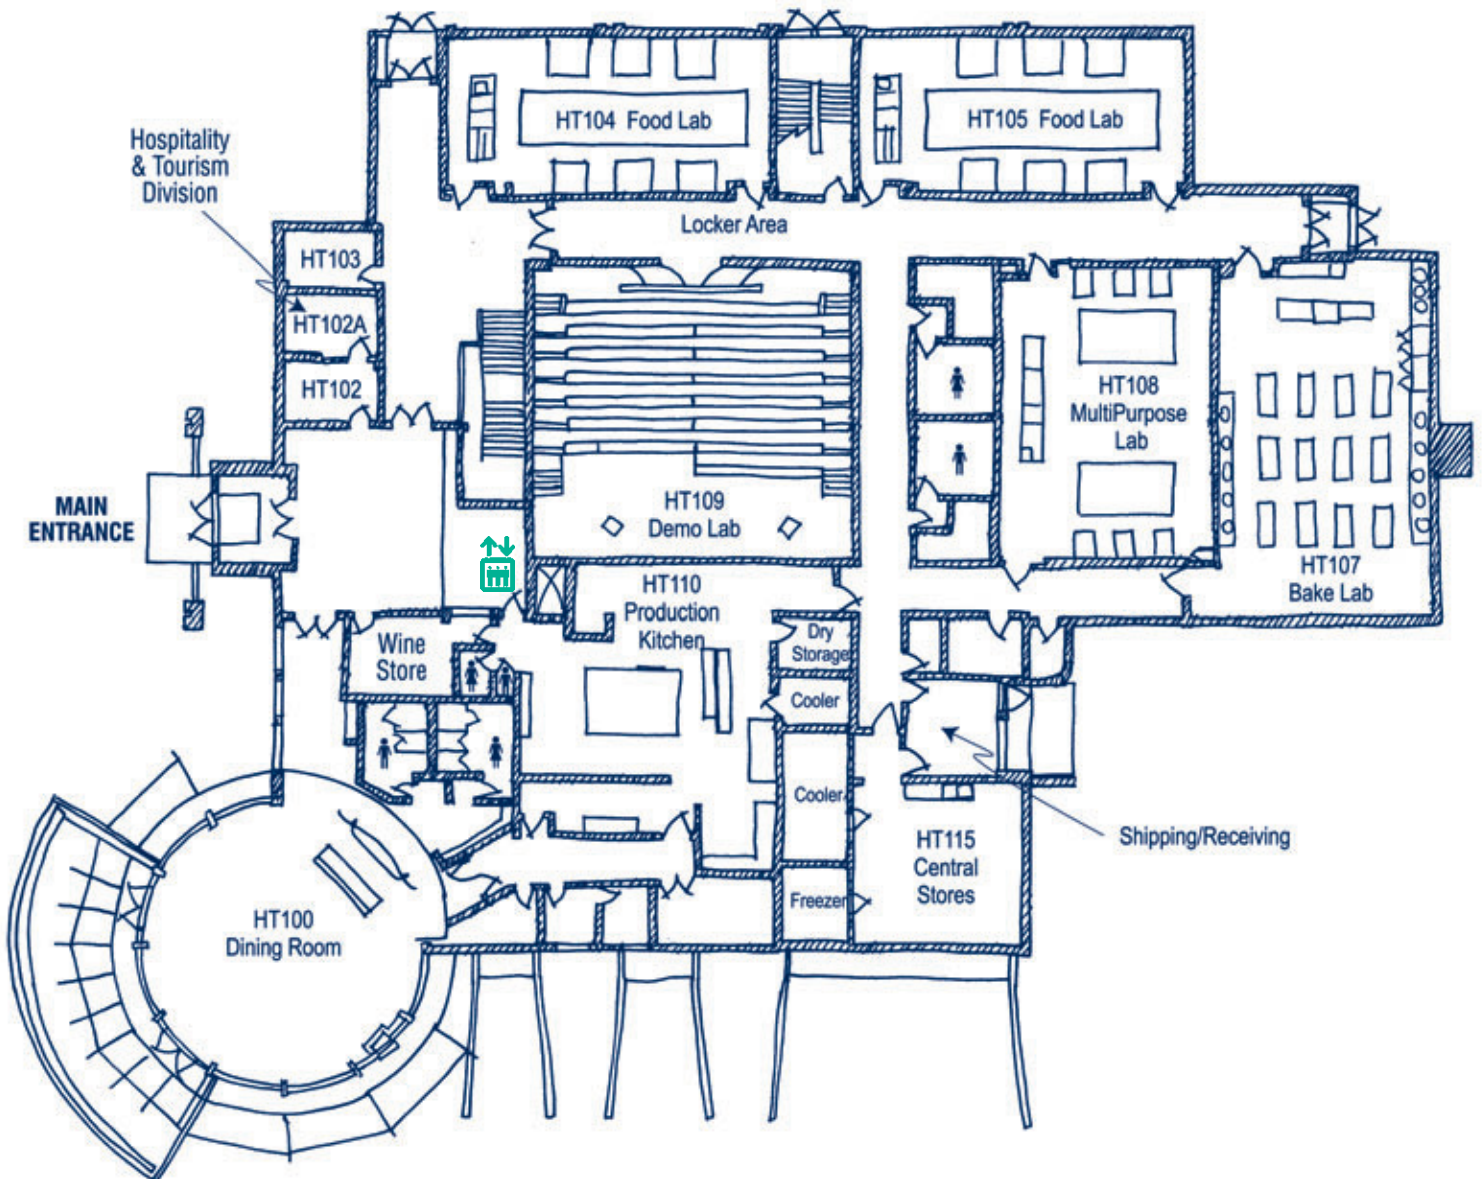 HT104 Food Lab
HT105 Food Lab
Hospitality
& Tourism
Division
Locker Area
HT103
HT102A
HT102
HT108
MultiPurpose
Lab
MAIN
ENTRANCE
HT109
Demo Lab
HT107
Bake Lab
HT110
Production
Kitchen
Wine
Store
Dry
Storage
Cooler
Cooler
Shipping/Receiving
HT115
Central
Stores
Freezer
HT100
Dining Room